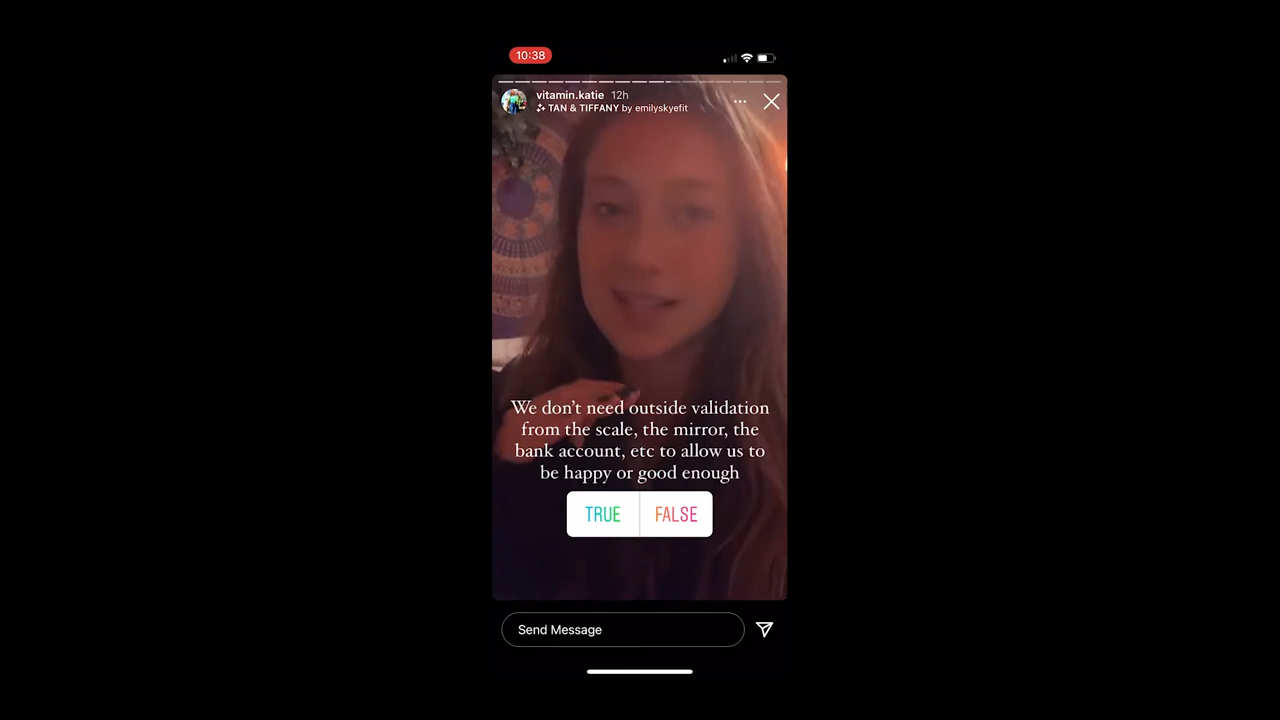 10:38
vitamin.katie 12h
TAN & TIFFANY by emilyskyefit
We don't need outside validation
from the scale, the mirror, the
bank account, etc to allow us to
be happy or good enough
TRUE FALSE
Send Message